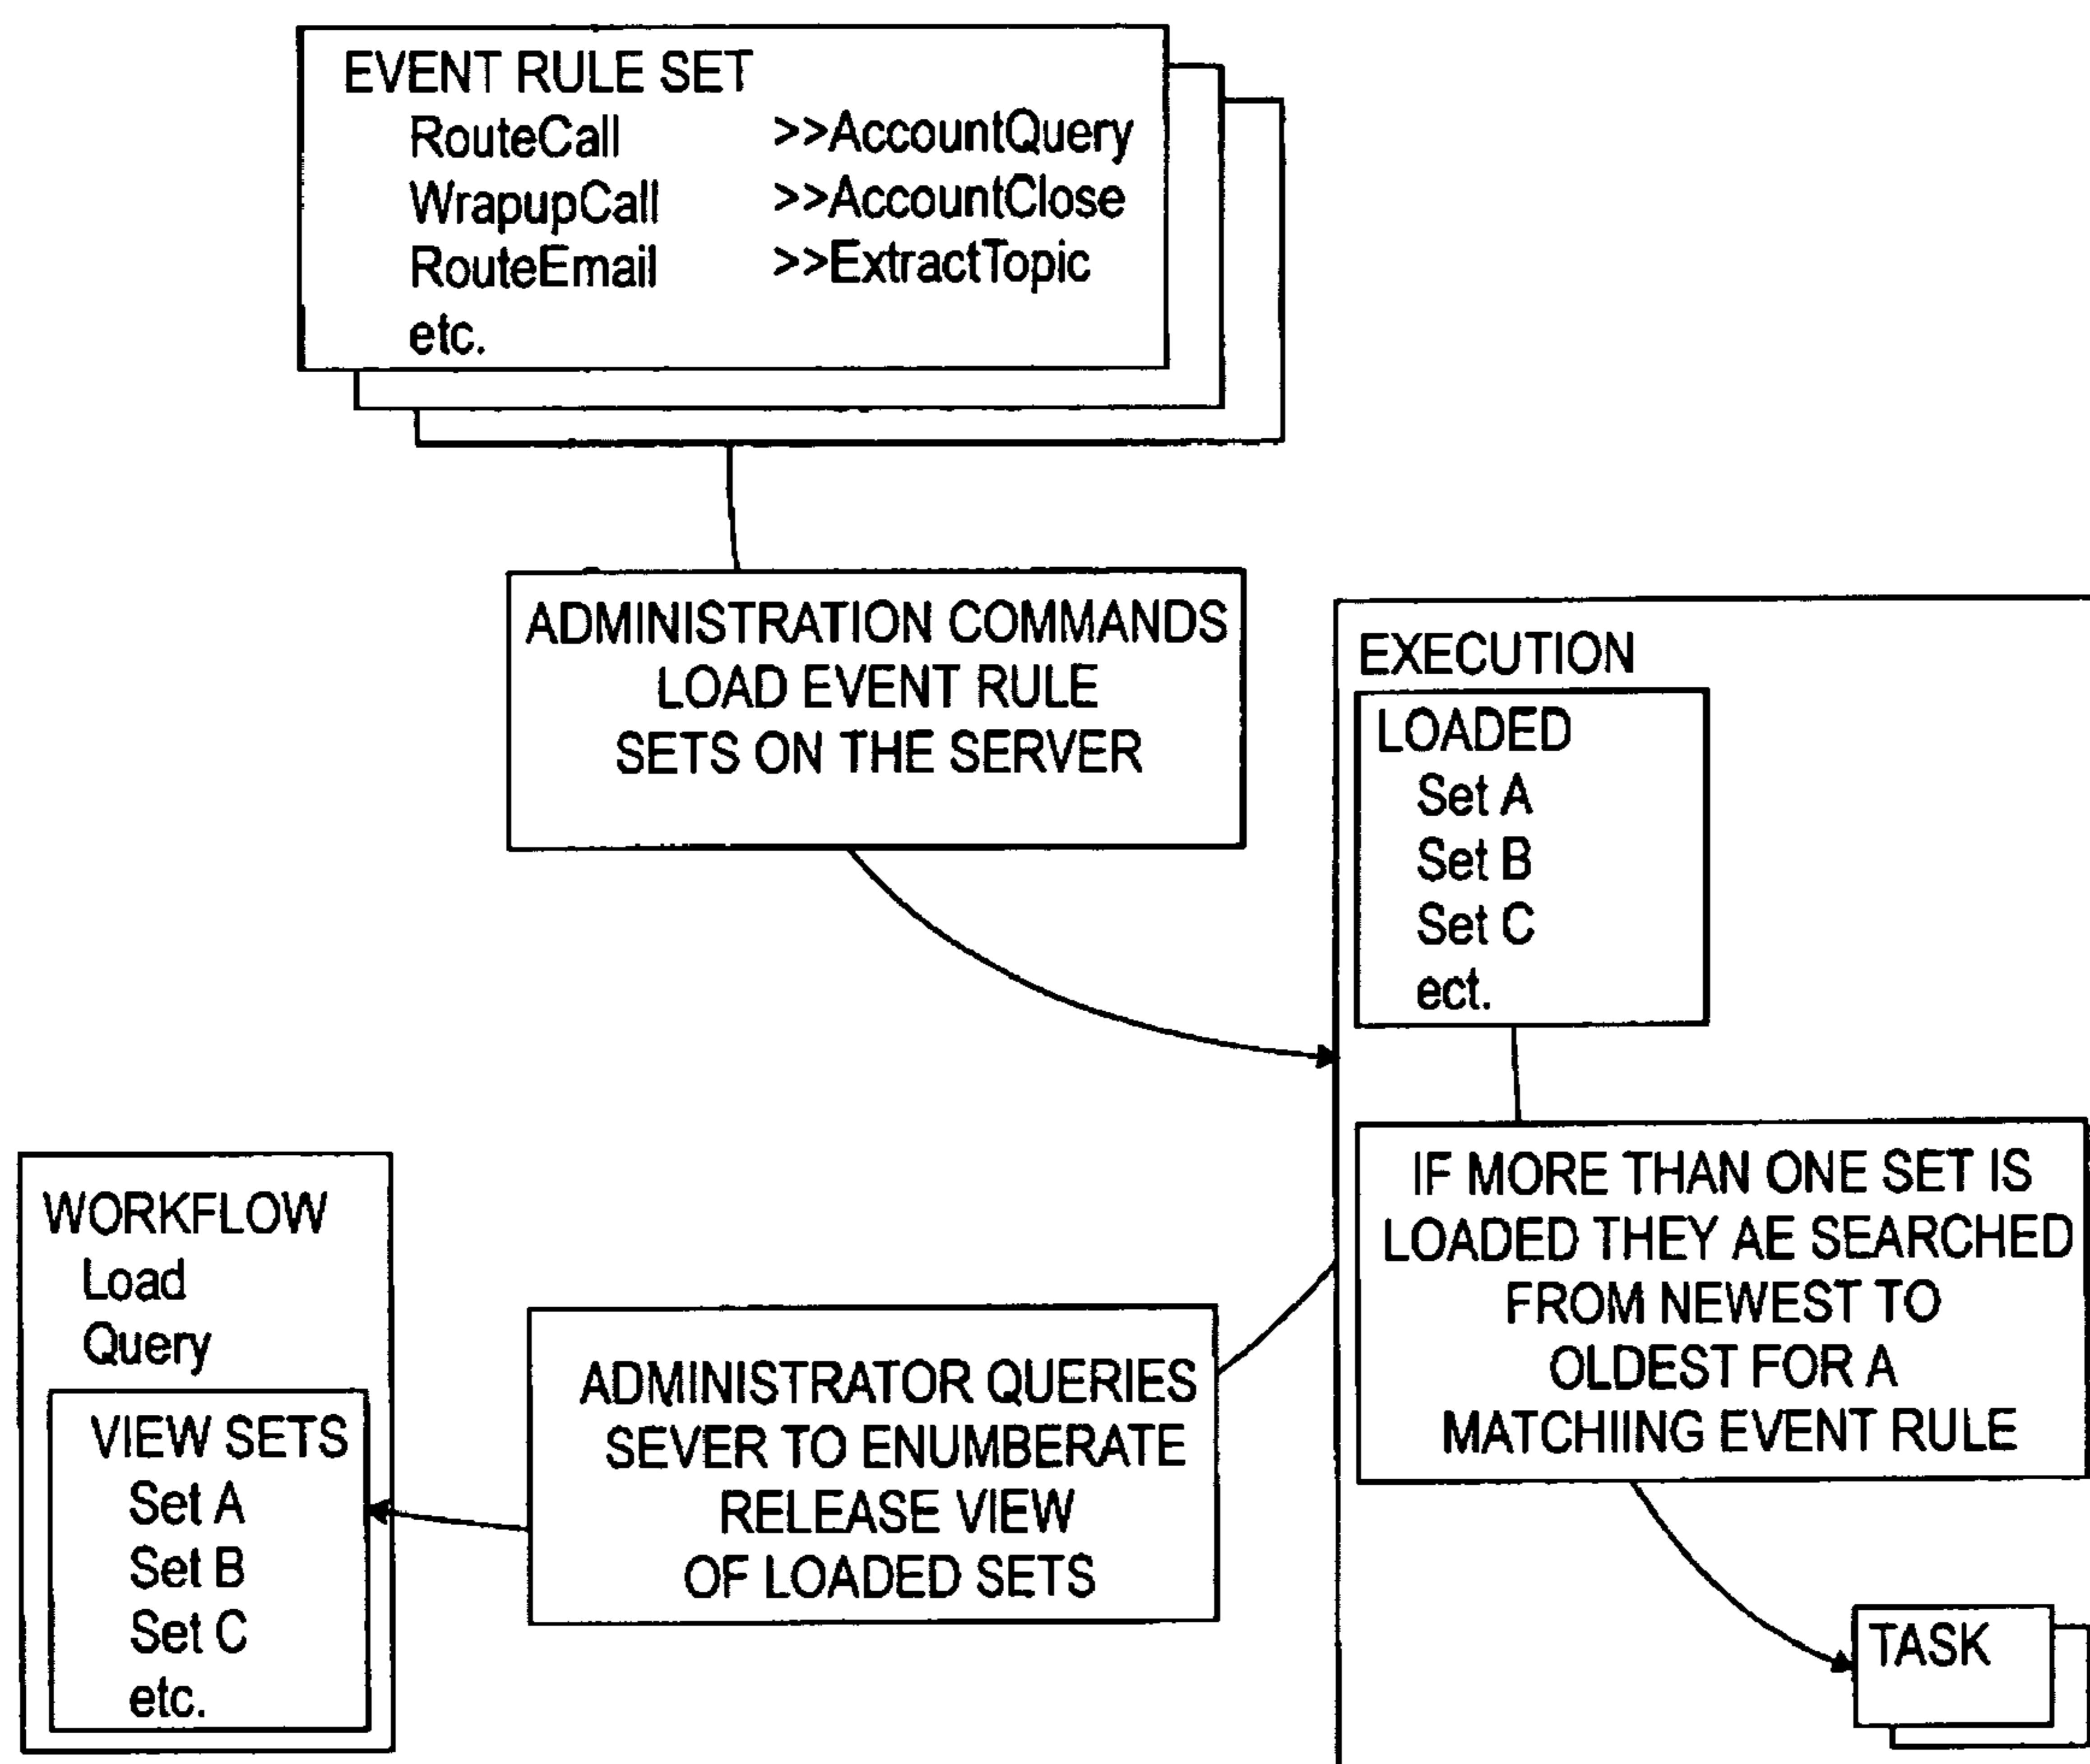 EVENT RULE SET
RouteCall >>AccountQuery
WrapupCall >>AccountClose
RouteEmail >>ExtractTopic
etc.
ADMINISTRATION COMMANDS
LOAD EVENT RULE
SETS ON THE SERVER
EXECUTION
LOADED
Set A
Set B
Set C
ect.
IF MORE THAN ONE SET IS
LOADED THEY AE SEARCHED
FROM NEWEST TO
OLDEST FOR A
MATCHIING EVENT RULE
WORKFLOW
Load
Query
VIEW SETS
Set A
Set B
Set C
etc.
ADMINISTRATOR QUERIES
SEVER TO ENUMBERATE
RELEASE VIEW
OF LOADED SETS
TASK